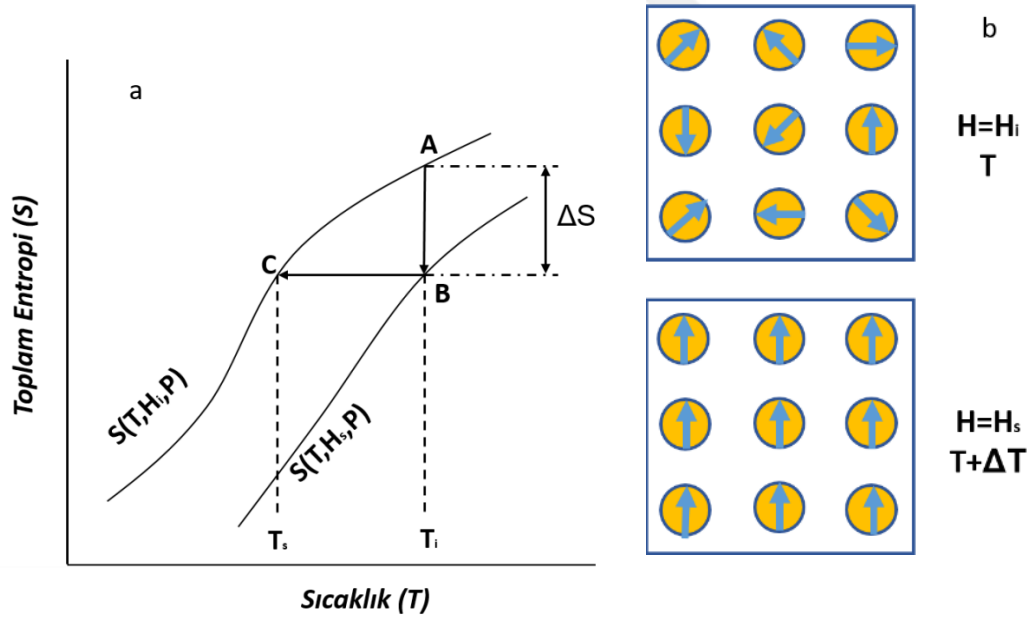 a
Toplam Entropi (S)
A
ΔS
C
B
S(T,Hᵢ,P)
S(T,Hₛ,P)
Tₛ
Tᵢ
Sıcaklık (T)
b
H=Hᵢ
T
H=Hₛ
T+ΔT